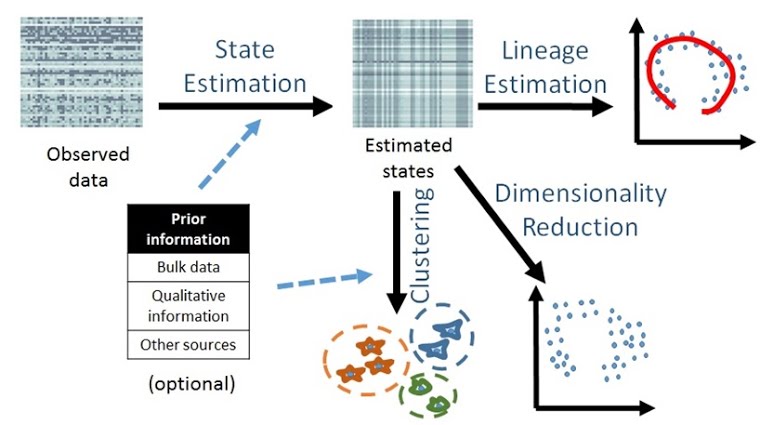 State
Estimation
Lineage
Estimation
Observed
data
Estimated
states
Prior
information
Bulk data
Qualitative
information
Other sources
(optional)
Clustering
Dimensionality
Reduction